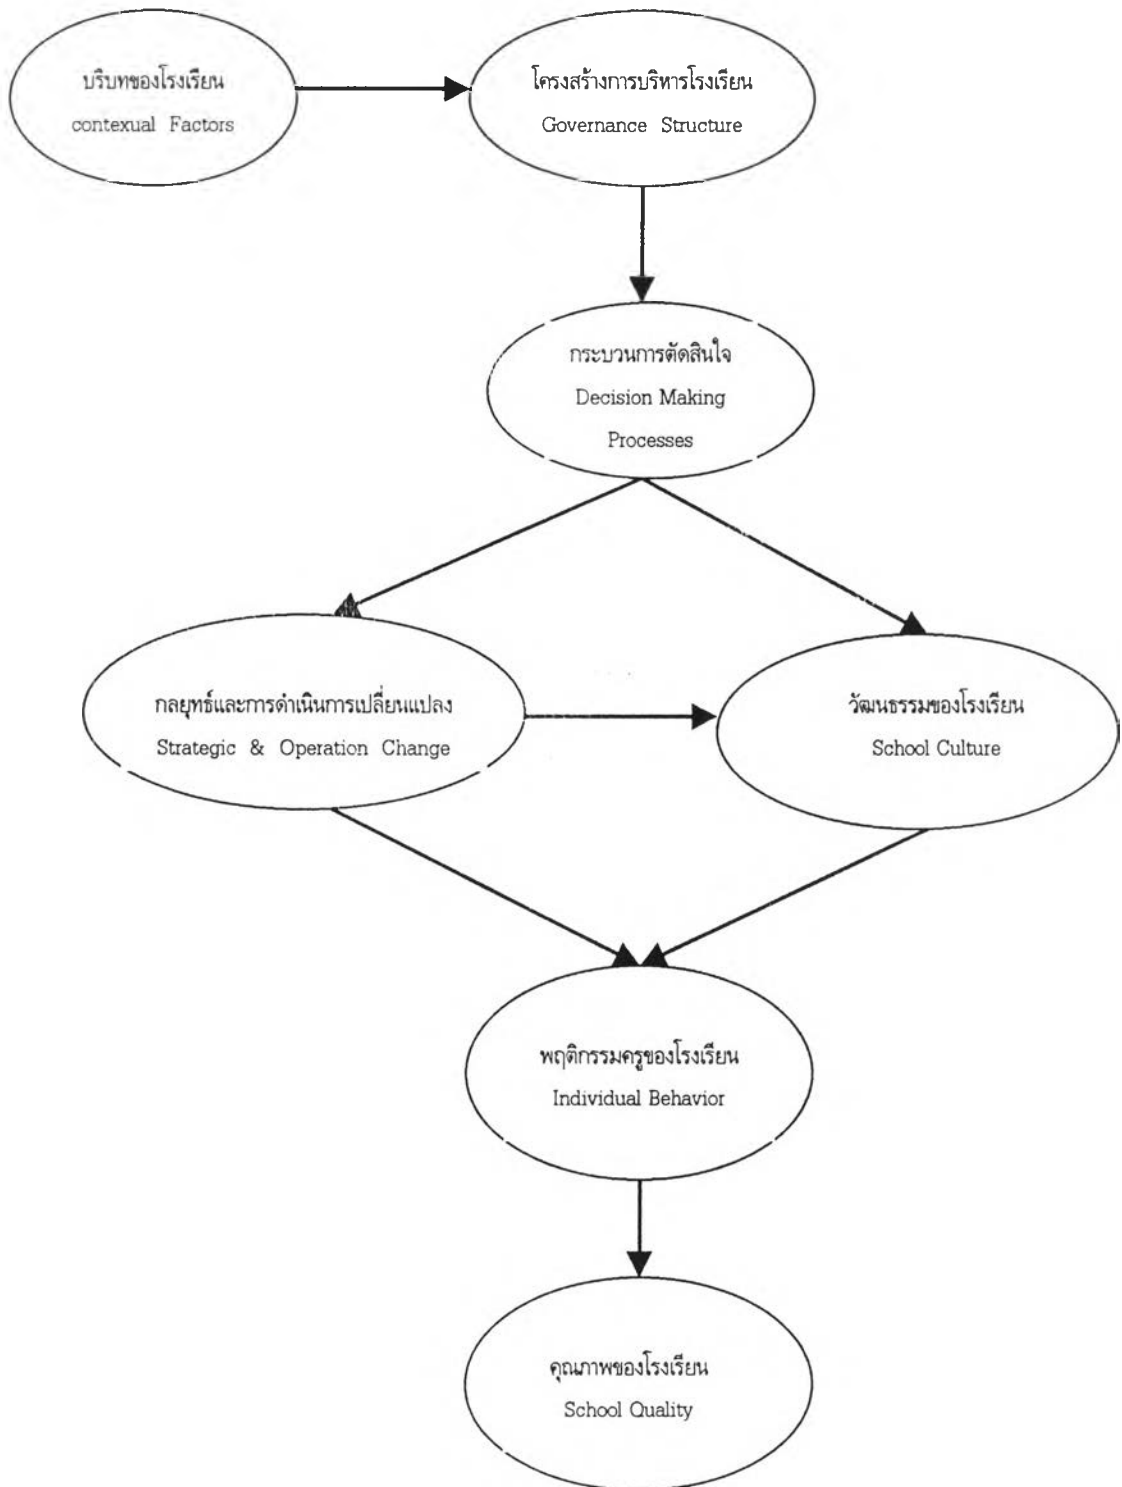 บริบทของโรงเรียน
contexual Factors
โครงสร้างการบริหารโรงเรียน
Governance Structure
กระบวนการตัดสินใจ
Decision Making
Processes
กลยุทธ์และการดำเนินการเปลี่ยนแปลง
Strategic & Operation Change
วัฒนธรรมของโรงเรียน
School Culture
พฤติกรรมครูของโรงเรียน
Individual Behavior
คุณภาพของโรงเรียน
School Quality